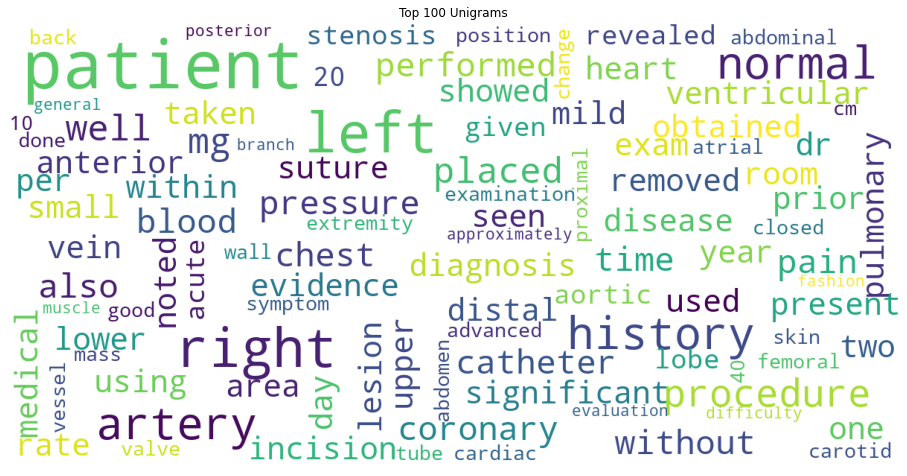 Top 100 Unigrams
back posterior stenosis position revealed abdominal
patient 20 performed change heart normal
general taken showed ventricular cm
10 well mg left given mild obtained
done branch exam atrial dr
anterior suture placed removed room pulmonary
per within examination proximal prior
small blood pressure seen disease closed
extremity approximately
vein noted acute wall chest diagnosis time year pain
also evidence aortic fashion
muscle good symptom distal used present
medical lower right lesion upper advanced history skin two
mass catheter lobe femoral
vessel using area day abdomen significant 40 procedure
artery evaluation difficulty
rate valve incision coronary without one
tube cardiac carotid